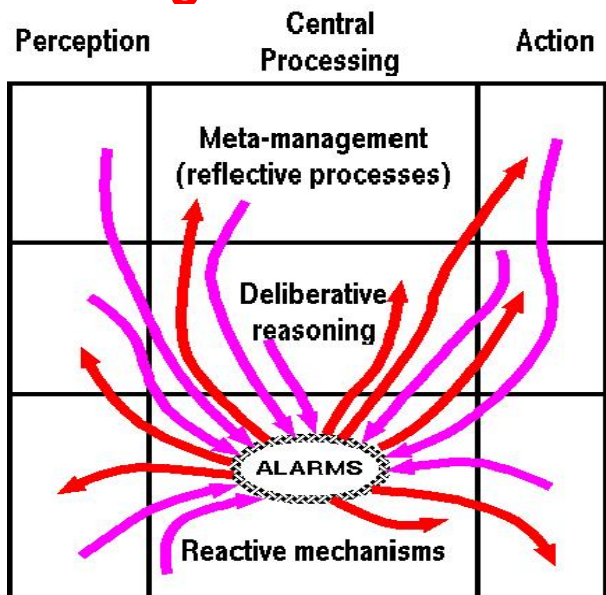 Perception
Central
Processing
Action
Meta-management
(reflective processes)
Deliberative
reasoning
ALARMS
Reactive mechanisms